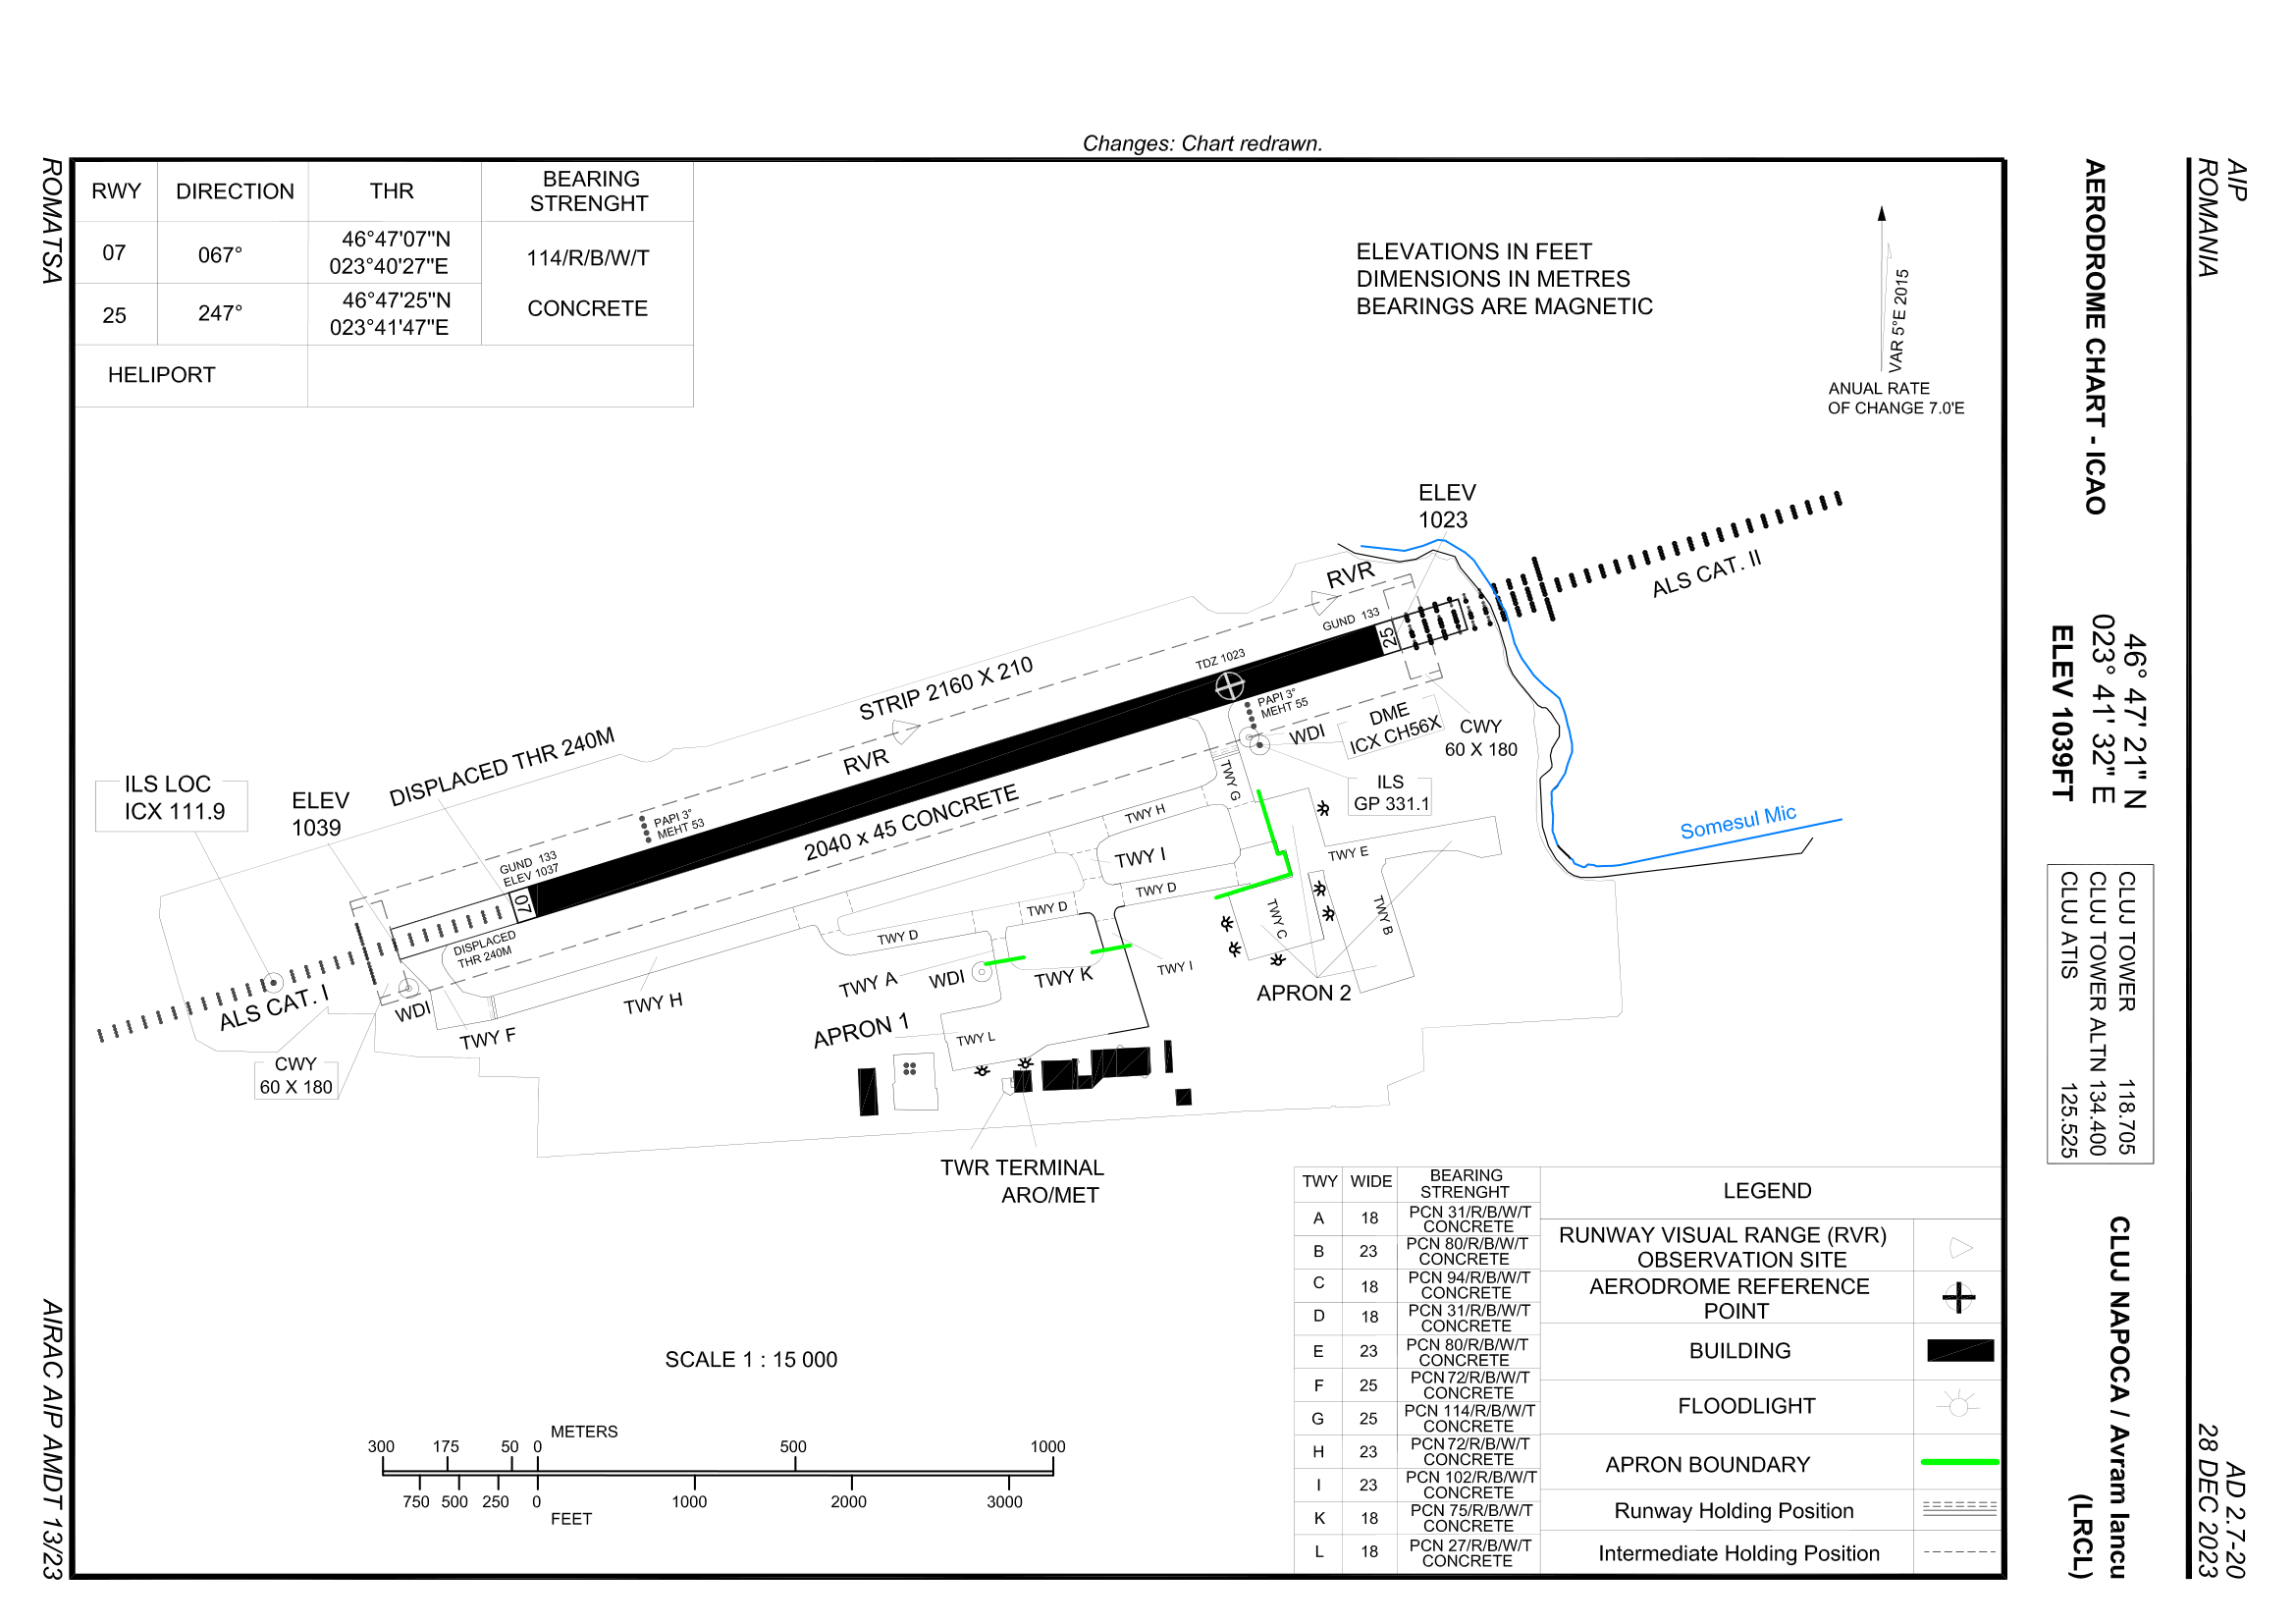 Changes: Chart redrawn.
AIP
ROMANIA
AERODROME CHART - ICAO
46° 47' 21" N
023° 41' 32" E
ELEV 1039FT
CLUJ TOWER 118.705
CLUJ TOWER ALTN 134.400
CLUJ ATIS 125.525
CLUJ NAPOCA / Avram Iancu
(LRCL)
AD 2.7-20
28 DEC 2023
ROMATSA
AIRAC AIP AMDT 13/23
RWY DIRECTION THR BEARING
STRENGHT
07 067° 46°47'07"N
023°40'27"E
114/R/B/W/T
25 247° 46°47'25"N
023°41'47"E
CONCRETE
HELIPORT
ELEVATIONS IN FEET
DIMENSIONS IN METRES
BEARINGS ARE MAGNETIC
VAR 5°E 2015
ANUAL RATE
OF CHANGE 7.0'E
ELEV
1023
ALS CAT. II
RVR
GUND 133
25
TDZ 1023
STRIP 2160 X 210
PAPI 3°
MEHT 55
WDI
DME
ICX CH56X
CWY
60 X 180
ILS
GP 331.1
DISPLACED THR 240M
RVR
ILS LOC
ICX 111.9
ELEV
1039
PAPI 3°
MEHT 53
2040 x 45 CONCRETE
GUND 133
ELEV 1037
07
DISPLACED
THR 240M
TWY G
TWY H
TWY I
TWY E
TWY D
TWY D
TWY D
TWY C
TWY B
Somesul Mic
TWY A
WDI
TWY K
TWY I
TWY H
APRON 2
ALS CAT. I
WDI
TWY F
APRON 1
TWY L
CWY
60 X 180
TWR TERMINAL
ARO/MET
SCALE 1 : 15 000
METERS
300 175 50 0 500 1000
750 500 250 0 1000 2000 3000
FEET
TWY WIDE BEARING
STRENGHT
A 18 PCN 31/R/B/W/T
CONCRETE
B 23 PCN 80/R/B/W/T
CONCRETE
C 18 PCN 94/R/B/W/T
CONCRETE
D 18 PCN 31/R/B/W/T
CONCRETE
E 23 PCN 80/R/B/W/T
CONCRETE
F 25 PCN 72/R/B/W/T
CONCRETE
G 25 PCN 114/R/B/W/T
CONCRETE
H 23 PCN 72/R/B/W/T
CONCRETE
I 23 PCN 102/R/B/W/T
CONCRETE
K 18 PCN 75/R/B/W/T
CONCRETE
L 18 PCN 27/R/B/W/T
CONCRETE
LEGEND
RUNWAY VISUAL RANGE (RVR)
OBSERVATION SITE
AERODROME REFERENCE
POINT
BUILDING
FLOODLIGHT
APRON BOUNDARY
Runway Holding Position
Intermediate Holding Position